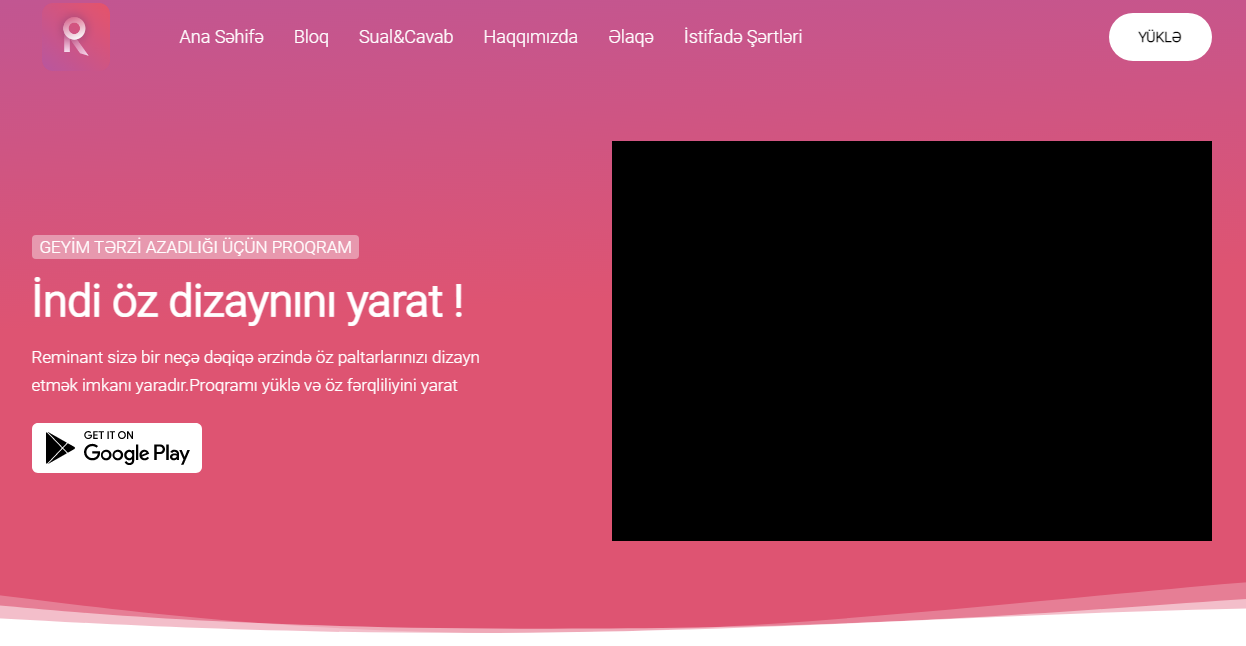 R
Ana Səhifə Bloq Sual&Cavab Haqqımızda Əlaqə İstifadə Şərtləri YÜKLƏ
GEYİM TƏRZİ AZADLIĞI ÜÇÜN PROQRAM
İndi öz dizaynını yarat !
Reminant sizə bir neçə dəqiqə ərzində öz paltarlarınızı dizayn
etmək imkanı yaradır.Proqramı yüklə və öz fərqliliyini yarat
GET IT ON
Google Play